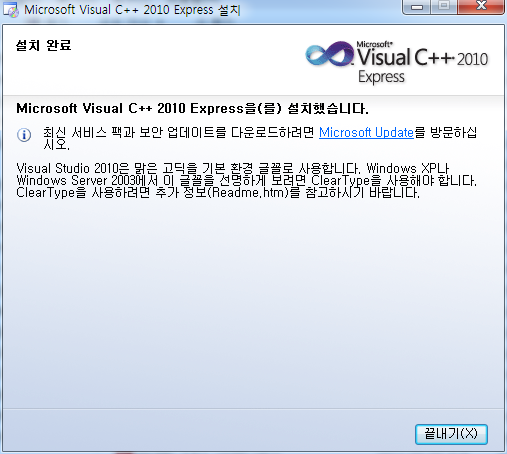 Microsoft Visual C++ 2010 Express 설치
설치 완료
Microsoft®
Visual C++ 2010
Express
Microsoft Visual C++ 2010 Express을(를) 설치했습니다.
최신 서비스 팩과 보안 업데이트를 다운로드하려면 Microsoft Update를 방문하십
시오.
Visual Studio 2010은 맑은 고딕을 기본 환경 글꼴로 사용합니다. Windows XP나
Windows Server 2003에서 이 글꼴을 선명하게 보려면 ClearType을 사용해야 합니다.
ClearType을 사용하려면 추가 정보(Readme.htm)를 참고하시기 바랍니다.
끝내기(X)